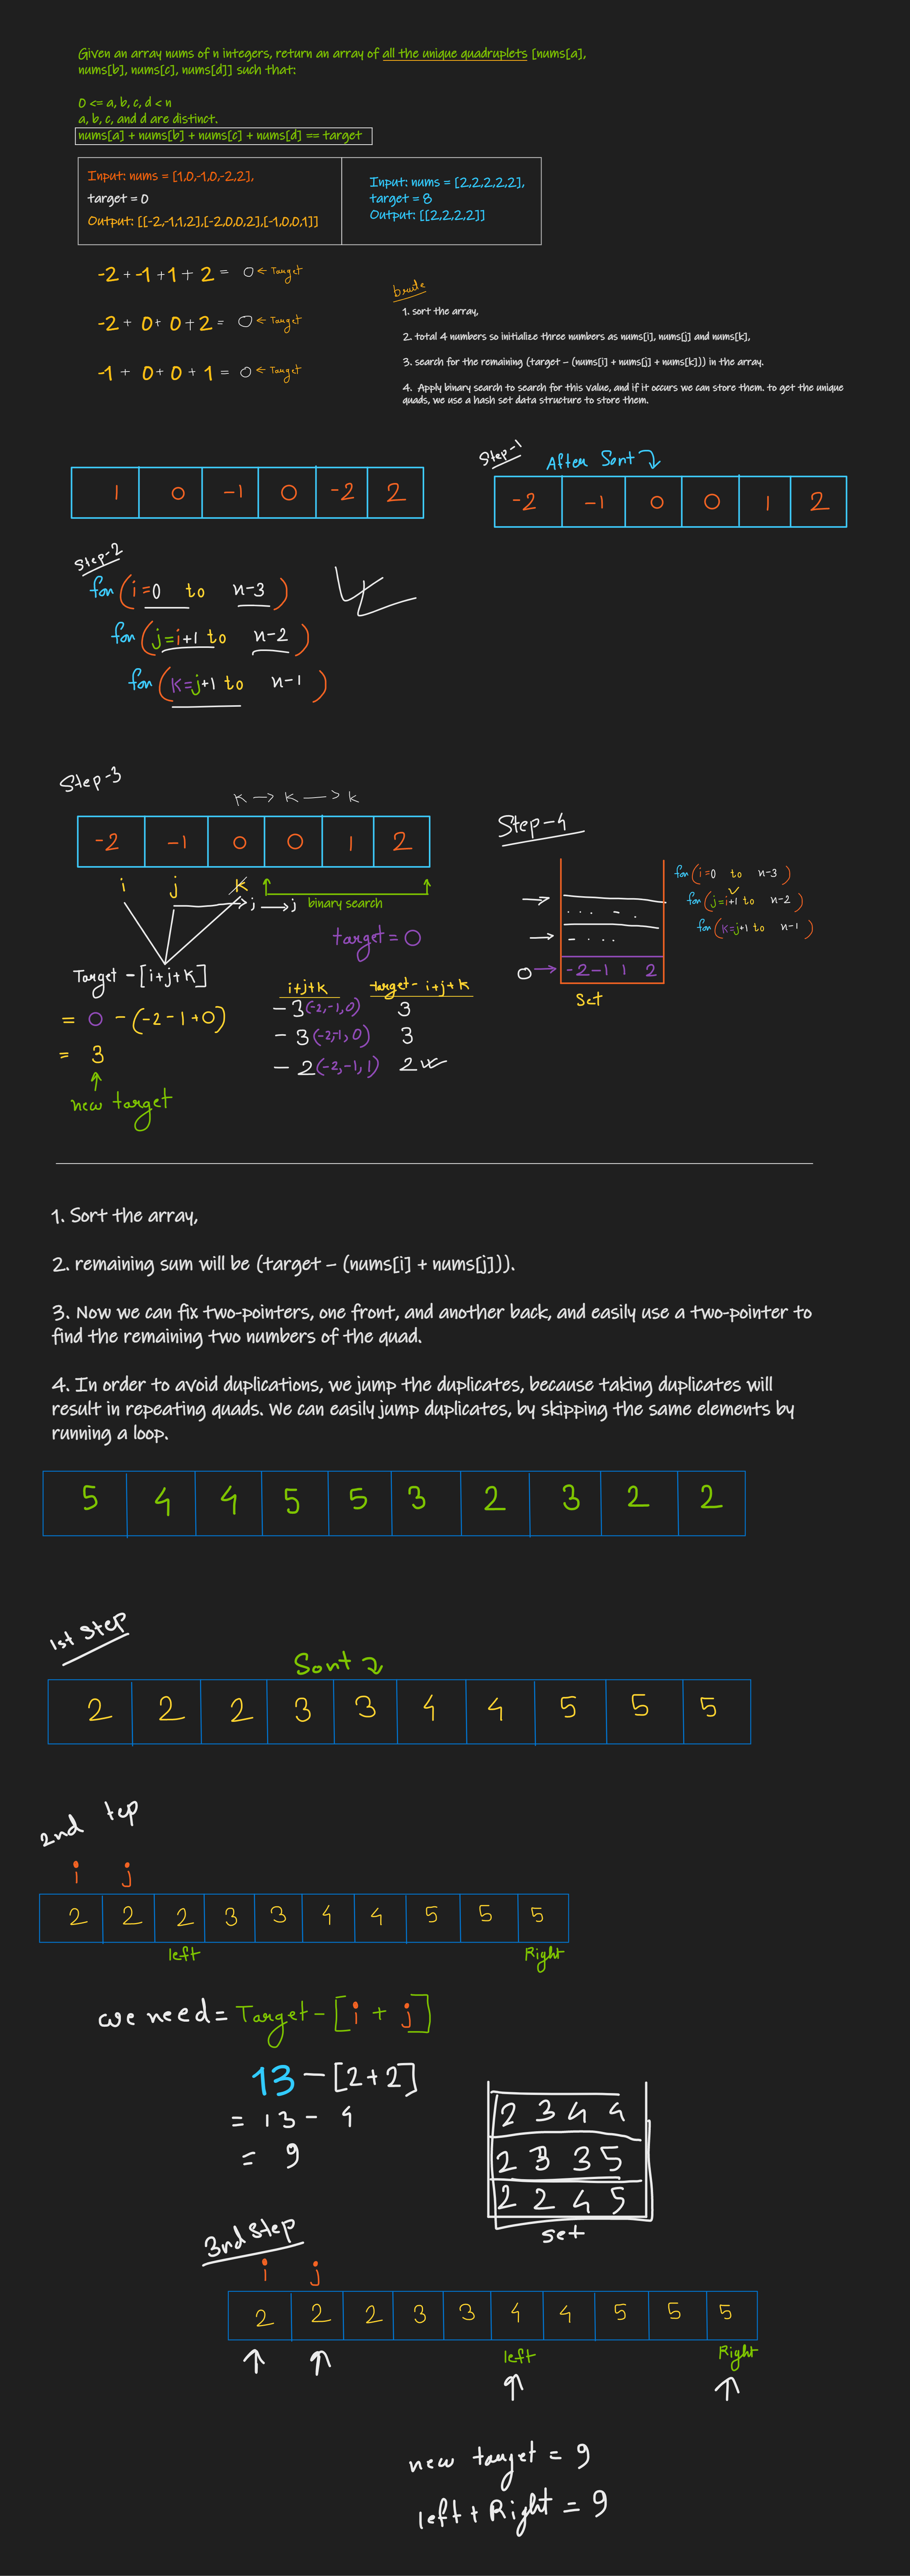 Given an array nums of n integers, return an array of all the unique quadruplets [nums[a],
nums[b], nums[c], nums[d]] such that:
0 <= a, b, c, d < n
a, b, c, and d are distinct.
nums[a] + nums[b] + nums[c] + nums[d] == target
Input: nums = [1,0,-1,0,-2,2],
target = 0
Output: [[-2,-1,1,2],[-2,0,0,2],[-1,0,0,1]]
Input: nums = [2,2,2,2,2],
target = 8
Output: [[2,2,2,2]]
-2 + -1 + 1 + 2 = 0 ← Target
-2 + 0 + 0 + 2 = 0 ← Target
-1 + 0 + 0 + 1 = 0 ← Target
brute
1. sort the array,
2. total 4 numbers so initialize three numbers as nums[i], nums[j] and nums[k],
3. search for the remaining (target – (nums[i] + nums[j] + nums[k])) in the array.
4. Apply binary search to search for this value, and if it occurs we can store them. to get the unique
quads, we use a hash set data structure to store them.
1 0 -1 0 -2 2
Step-1
After Sort
-2 -1 0 0 1 2
Step-2
for (i=0 to n-3)
for (j=i+1 to n-2)
for (k=j+1 to n-1)
Step-3
K → K → k
-2 -1 0 0 1 2
i j K
→j → j binary search
target = 0
Target - [i+j+k]
= 0 - (-2 - 1 + 0)
= 3
new target
i+j+k target - i+j+k
- 3 (-2,-1,0) 3
- 3 (-2,-1,0) 3
- 2 (-2,-1,1) 2
Step-4
for (i=0 to n-3)
for (j=i+1 to n-2)
for (k=j+1 to n-1)
0 → -2 -1 1 2
Set
1. Sort the array,
2. remaining sum will be (target – (nums[i] + nums[j])).
3. Now we can fix two-pointers, one front, and another back, and easily use a two-pointer to
find the remaining two numbers of the quad.
4. In order to avoid duplications, we jump the duplicates, because taking duplicates will
result in repeating quads. We can easily jump duplicates, by skipping the same elements by
running a loop.
5 4 4 5 5 3 2 3 2 2
1st Step
Sort
2 2 2 3 3 4 4 5 5 5
2nd tep
i j
2 2 2 3 3 4 4 5 5 5
left Right
we need = Target - [i + j]
13 - [2+2]
= 13 - 4
= 9
2 3 4 4
2 3 3 5
2 2 4 5
set
3nd Step
i j
2 2 2 3 3 4 4 5 5 5
left Right
new target = 9
left + Right = 9